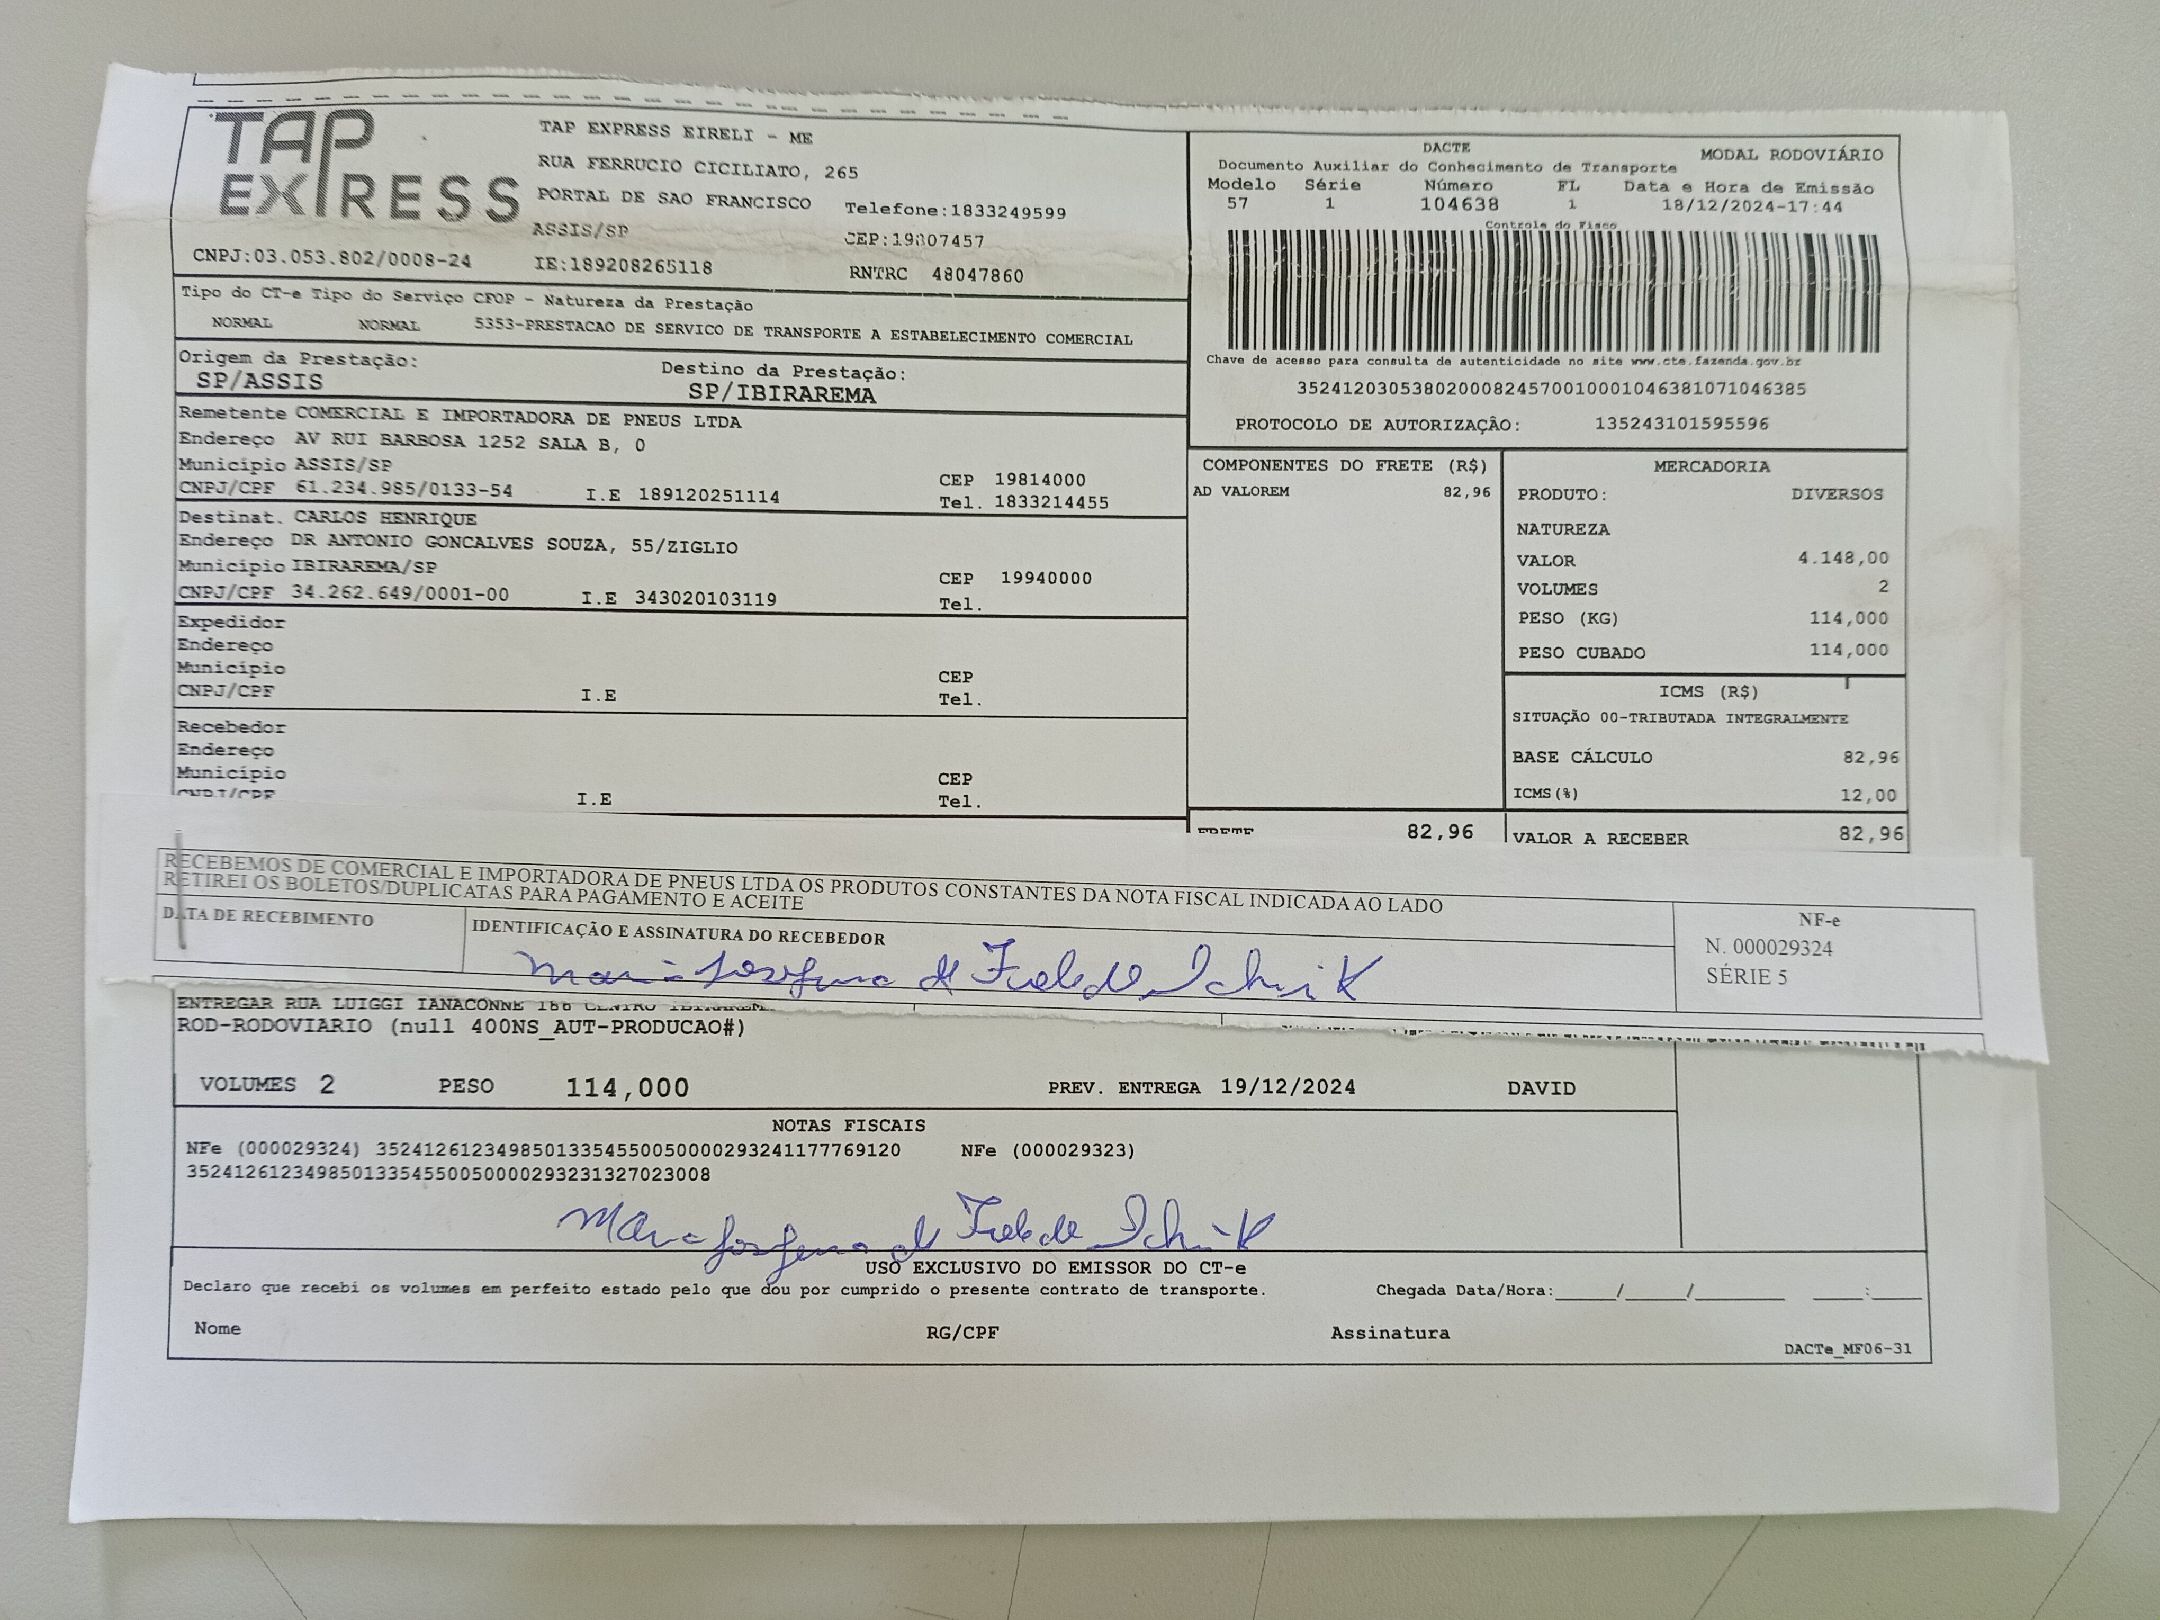 TAP EXPRESS
TAP EXPRESS EIRELI - ME
RUA FERRUCIO CICILIATO, 265
PORTAL DE SAO FRANCISCO Telefone:1833249599
ASSIS/SP CEP:19807457
CNPJ:03.053.802/0008-24 IE:189208265118 RNTRC 48047860
DACTE MODAL RODOVIÁRIO
Documento Auxiliar do Conhecimento de Transporte
Modelo Série Número FL Data e Hora de Emissão
57 1 104638 1 18/12/2024-17:44
Controle do Fisco
Chave de acesso para consulta de autenticidade no site www.cte.fazenda.gov.br
35241203053802000824570010001046381071046385
PROTOCOLO DE AUTORIZAÇÃO: 135243101595596
Tipo do CT-e Tipo do Serviço CFOP - Natureza da Prestação
NORMAL NORMAL 5353-PRESTACAO DE SERVICO DE TRANSPORTE A ESTABELECIMENTO COMERCIAL
Origem da Prestação: Destino da Prestação:
SP/ASSIS SP/IBIRAREMA
Remetente COMERCIAL E IMPORTADORA DE PNEUS LTDA
Endereço AV RUI BARBOSA 1252 SALA B, 0
Município ASSIS/SP CEP 19814000
CNPJ/CPF 61.234.985/0133-54 I.E 189120251114 Tel. 1833214455
Destinat. CARLOS HENRIQUE
Endereço DR ANTONIO GONCALVES SOUZA, 55/ZIGLIO
Município IBIRAREMA/SP CEP 19940000
CNPJ/CPF 34.262.649/0001-00 I.E 343020103119 Tel.
Expedidor
Endereço
Município CEP
CNPJ/CPF I.E Tel.
Recebedor
Endereço
Município CEP
CNPJ/CPF I.E Tel.
COMPONENTES DO FRETE (R$)
AD VALOREM 82,96
FRETE 82,96
MERCADORIA
PRODUTO: DIVERSOS
NATUREZA
VALOR 4.148,00
VOLUMES 2
PESO (KG) 114,000
PESO CUBADO 114,000
ICMS (R$)
SITUAÇÃO 00-TRIBUTADA INTEGRALMENTE
BASE CÁLCULO 82,96
ICMS(%) 12,00
VALOR A RECEBER 82,96
RECEBEMOS DE COMERCIAL E IMPORTADORA DE PNEUS LTDA OS PRODUTOS CONSTANTES DA NOTA FISCAL INDICADA AO LADO
RETIREI OS BOLETOS/DUPLICATAS PARA PAGAMENTO E ACEITE
DATA DE RECEBIMENTO IDENTIFICAÇÃO E ASSINATURA DO RECEBEDOR
NF-e
N. 000029324
SÉRIE 5
ENTREGAR RUA LUIGGI IANACONNE 186 CENTRO
ROD-RODOVIARIO (null 400NS_AUT-PRODUCAO#)
VOLUMES 2 PESO 114,000 PREV. ENTREGA 19/12/2024 DAVID
NOTAS FISCAIS
NFe (000029324) 35241261234985013354550050000293241177769120 NFe (000029323)
35241261234985013354550050000293231327023008
USO EXCLUSIVO DO EMISSOR DO CT-e
Declaro que recebi os volumes em perfeito estado pelo que dou por cumprido o presente contrato de transporte. Chegada Data/Hora:_____/_____/________ ____:____
Nome RG/CPF Assinatura
DACTe_MF06-31